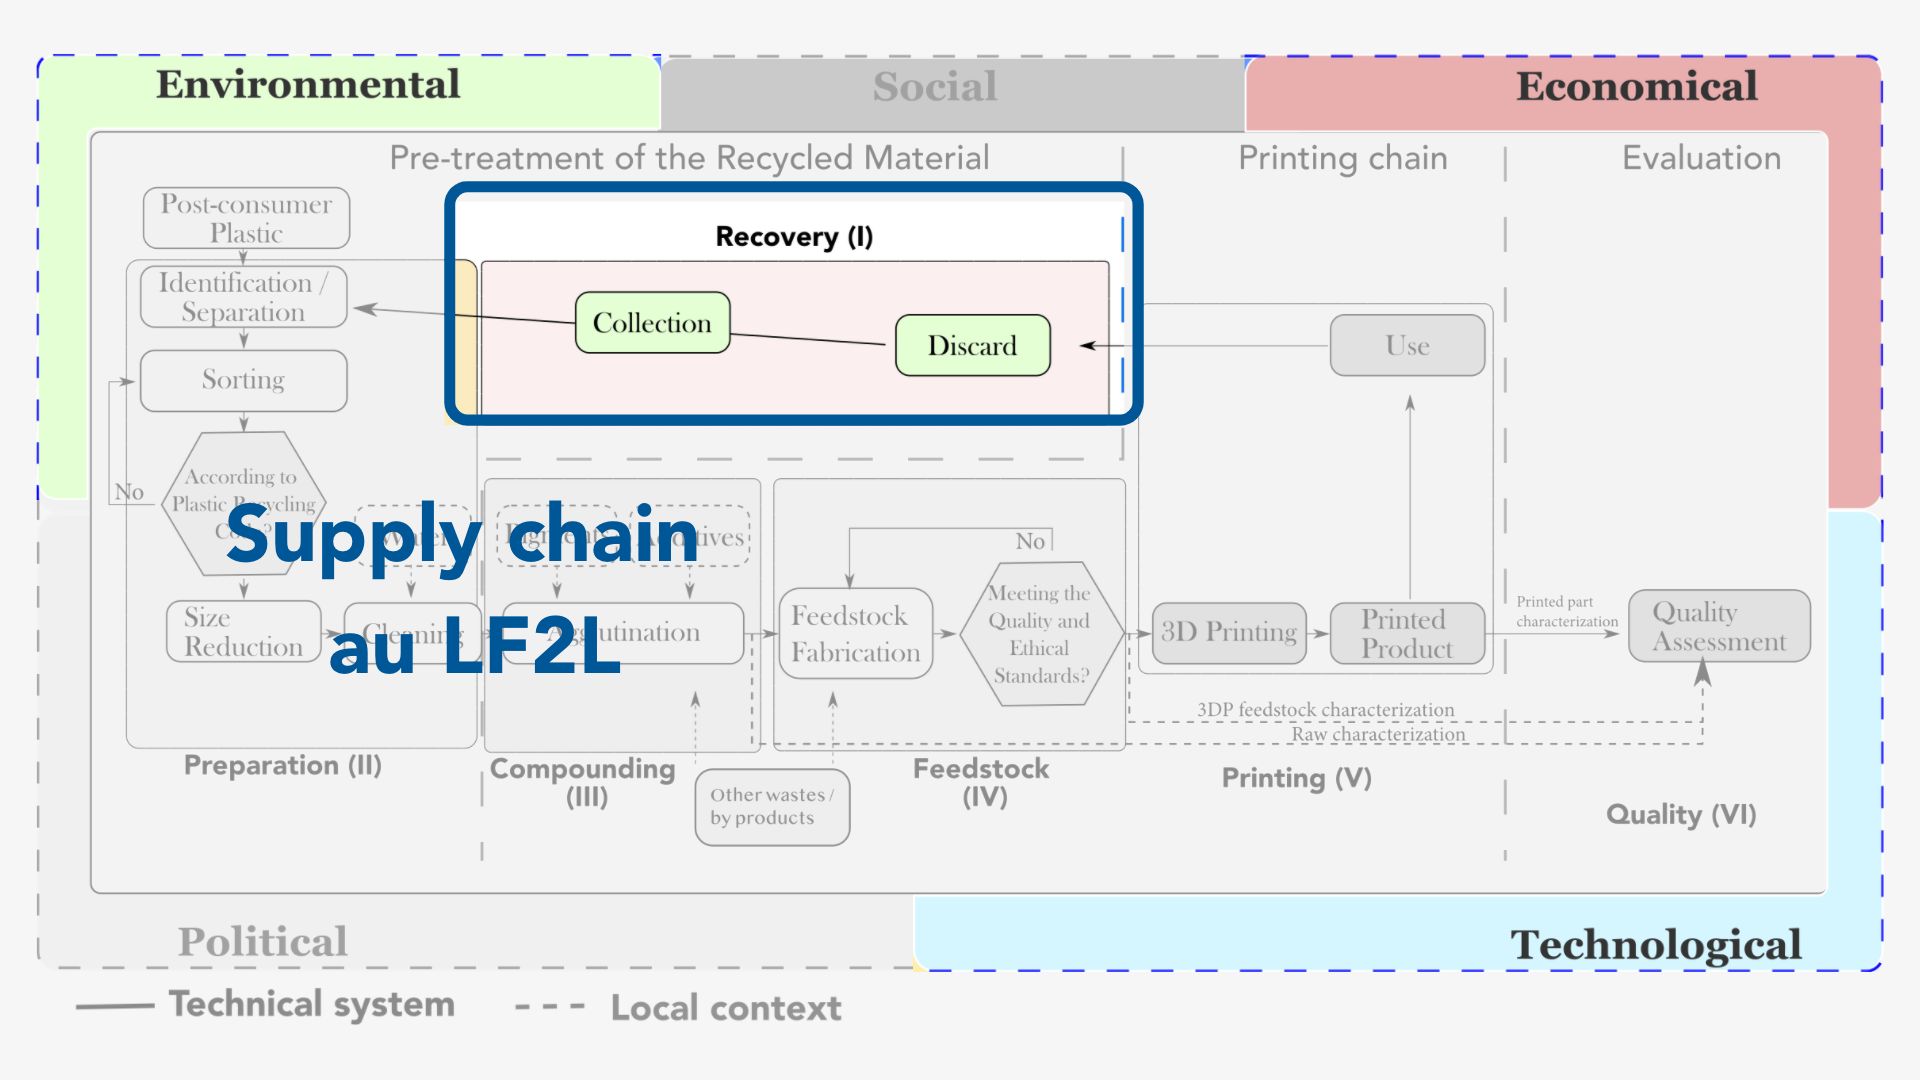 Environmental
Social
Economical
Pre-treatment of the Recycled Material
Printing chain
Evaluation
Post-consumer
Plastic
Recovery (I)
Identification /
Separation
Collection
Discard
Use
Sorting
According to
Plastic Recycling
Code?
No
Water
Pigments
Additives
Supply chain
au LF2L
No
Size
Reduction
Cleaning
Agglutination
Feedstock
Fabrication
Meeting the
Quality and
Ethical
Standards?
3D Printing
Printed
Product
Printed part
characterization
Quality
Assessment
3DP feedstock characterization
Raw characterization
Preparation (II)
Compounding
(III)
Other wastes /
by products
Feedstock
(IV)
Printing (V)
Quality (VI)
Political
Technological
Technical system
Local context